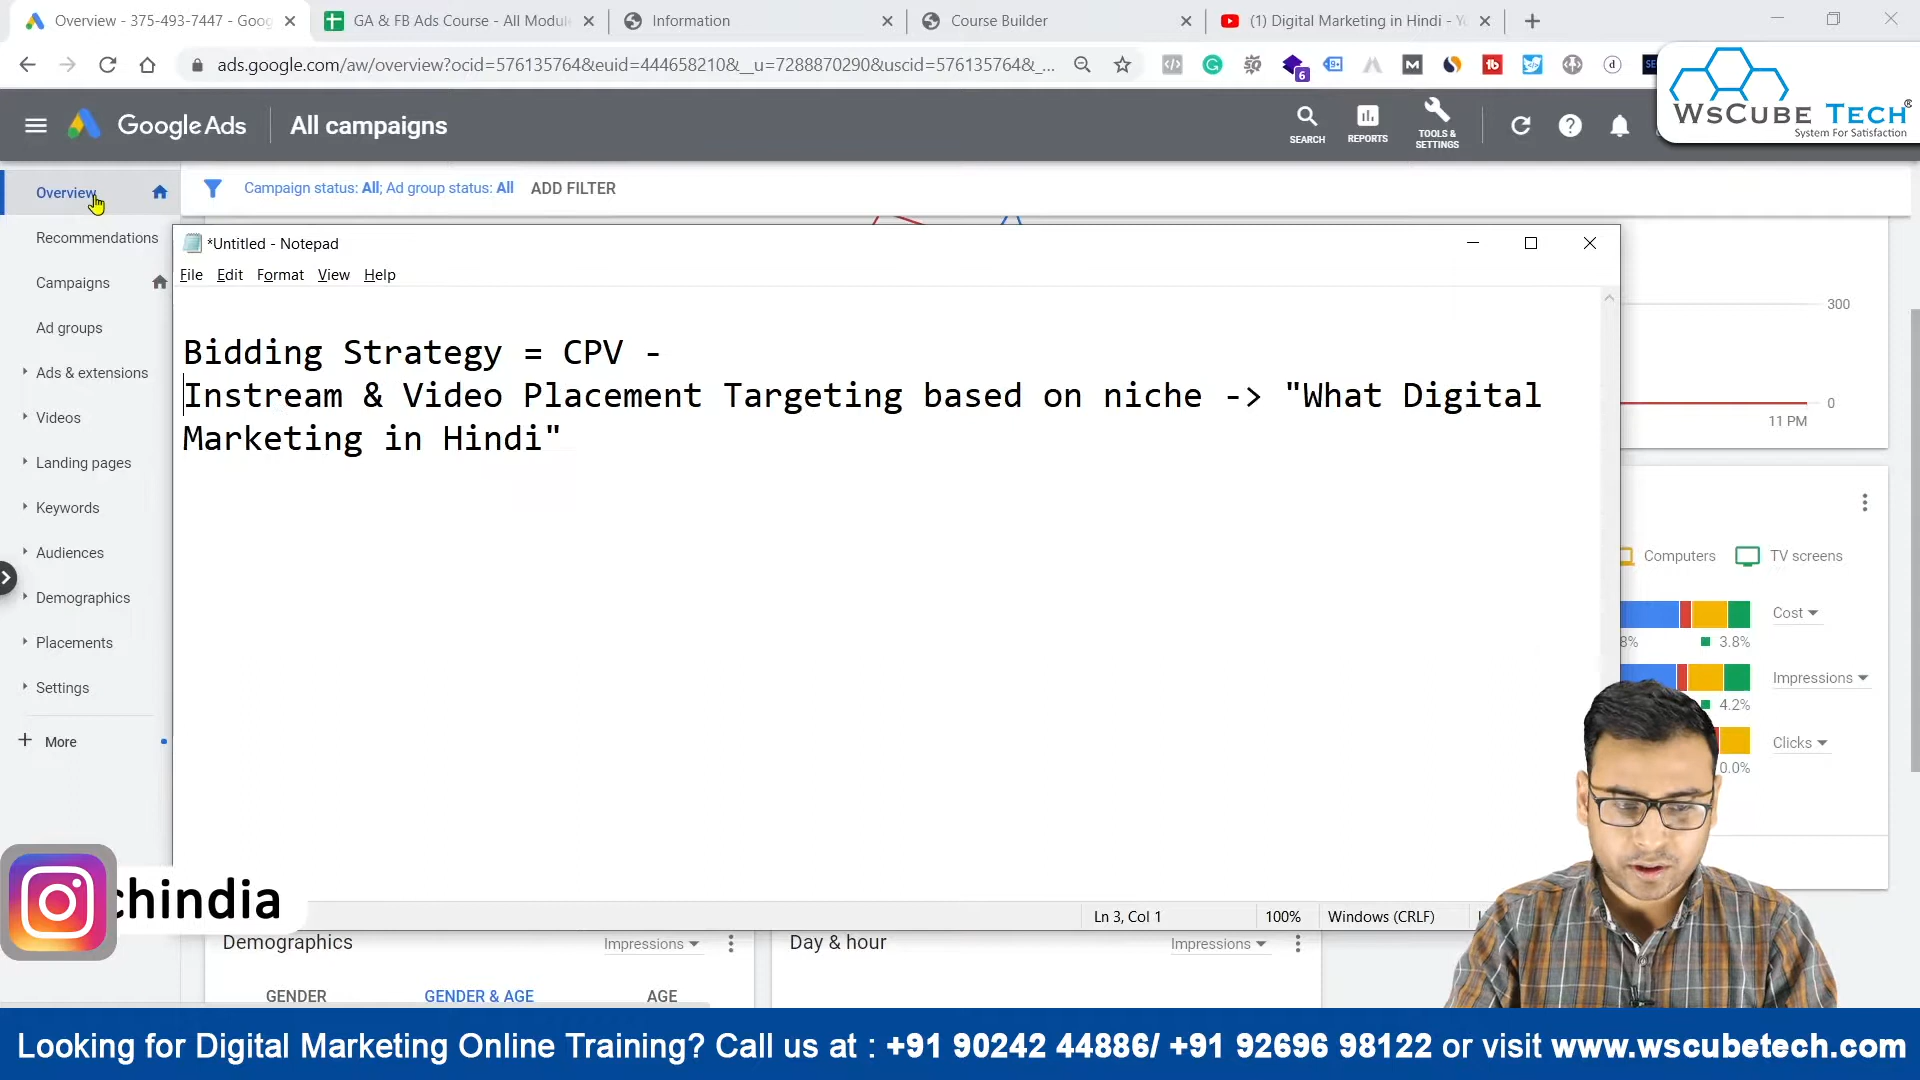 Overview - 375-493-7447 - Goog
GA & FB Ads Course - All Modul
Information
Course Builder
(1) Digital Marketing in Hindi - Yo
ads.google.com/aw/overview?ocid=576135764&euid=444658210&__u=7288870290&uscid=576135764&_...
Google Ads
All campaigns
SEARCH
REPORTS
TOOLS &
SETTINGS
WsCube Tech®
System For Satisfaction
Campaign status: All; Ad group status: All
ADD FILTER
Overview
Recommendations
Campaigns
Ad groups
Ads & extensions
Videos
Landing pages
Keywords
Audiences
Demographics
Placements
Settings
More
*Untitled - Notepad
File Edit Format View Help
Bidding Strategy = CPV -
Instream & Video Placement Targeting based on niche -> "What Digital
Marketing in Hindi"
Ln 3, Col 1
100%
Windows (CRLF)
300
0
11 PM
Computers
TV screens
Cost
8%
3.8%
Impressions
4.2%
Clicks
0.0%
chindia
Demographics
Impressions
Day & hour
Impressions
GENDER
GENDER & AGE
AGE
Looking for Digital Marketing Online Training? Call us at : +91 90242 44886/ +91 92696 98122 or visit www.wscubetech.com